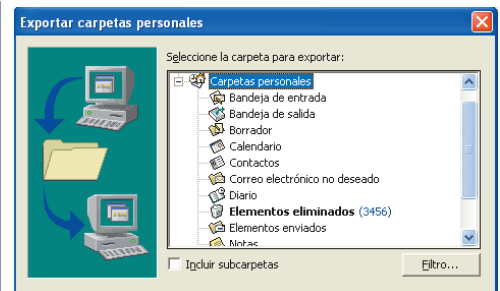 Exportar carpetas personales
Seleccione la carpeta para exportar:
Carpetas personales
Bandeja de entrada
Bandeja de salida
Borrador
Calendario
Contactos
Correo electrónico no deseado
Diario
Elementos eliminados (3456)
Elementos enviados
Notas
Incluir subcarpetas
Filtro...